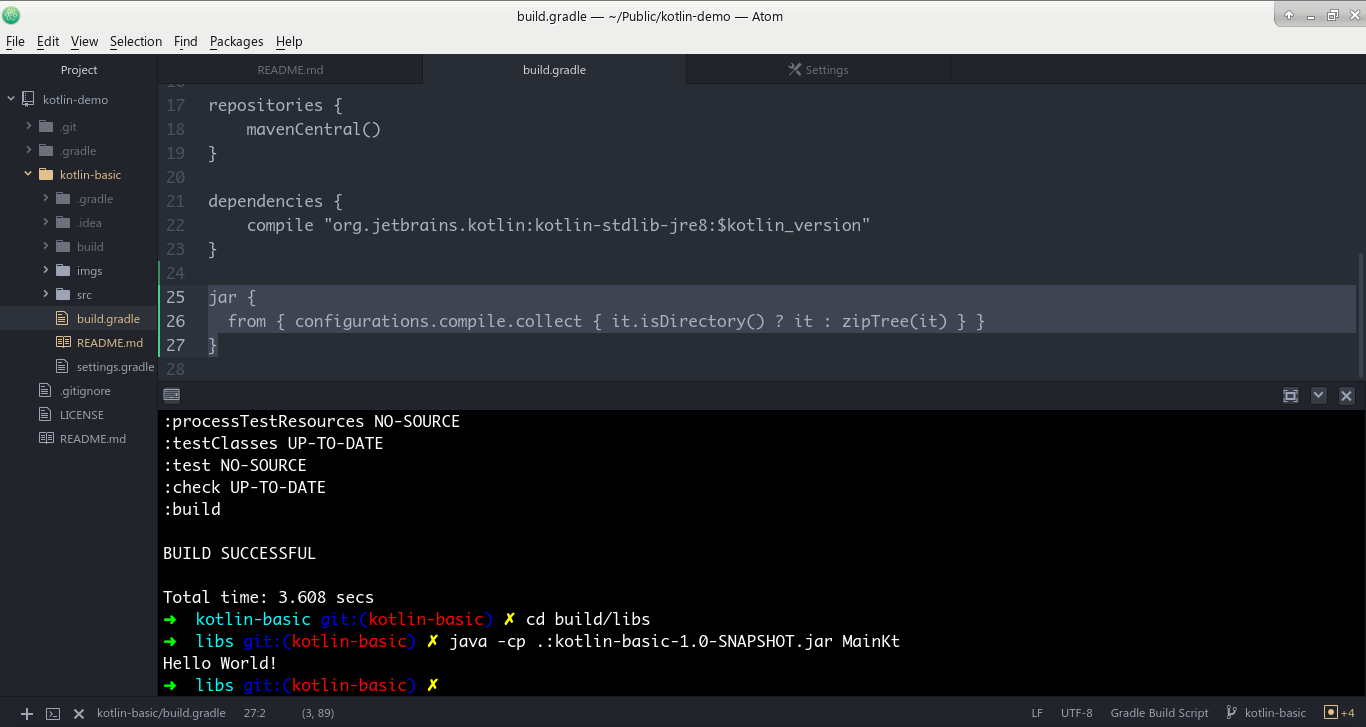 build.gradle — ~/Public/kotlin-demo — Atom
File Edit View Selection Find Packages Help
Project
kotlin-demo
.git
.gradle
kotlin-basic
.gradle
.idea
build
imgs
src
build.gradle
README.md
settings.gradle
.gitignore
LICENSE
README.md
README.md build.gradle Settings
16
17 repositories {
18 mavenCentral()
19 }
20
21 dependencies {
22 compile "org.jetbrains.kotlin:kotlin-stdlib-jre8:$kotlin_version"
23 }
24
25 jar {
26 from { configurations.compile.collect { it.isDirectory() ? it : zipTree(it) } }
27 }
28
:processTestResources NO-SOURCE
:testClasses UP-TO-DATE
:test NO-SOURCE
:check UP-TO-DATE
:build
BUILD SUCCESSFUL
Total time: 3.608 secs
➜ kotlin-basic git:(kotlin-basic) ✗ cd build/libs
➜ libs git:(kotlin-basic) ✗ java -cp .:kotlin-basic-1.0-SNAPSHOT.jar MainKt
Hello World!
➜ libs git:(kotlin-basic) ✗
kotlin-basic/build.gradle 27:2 (3, 89) LF UTF-8 Gradle Build Script kotlin-basic +4